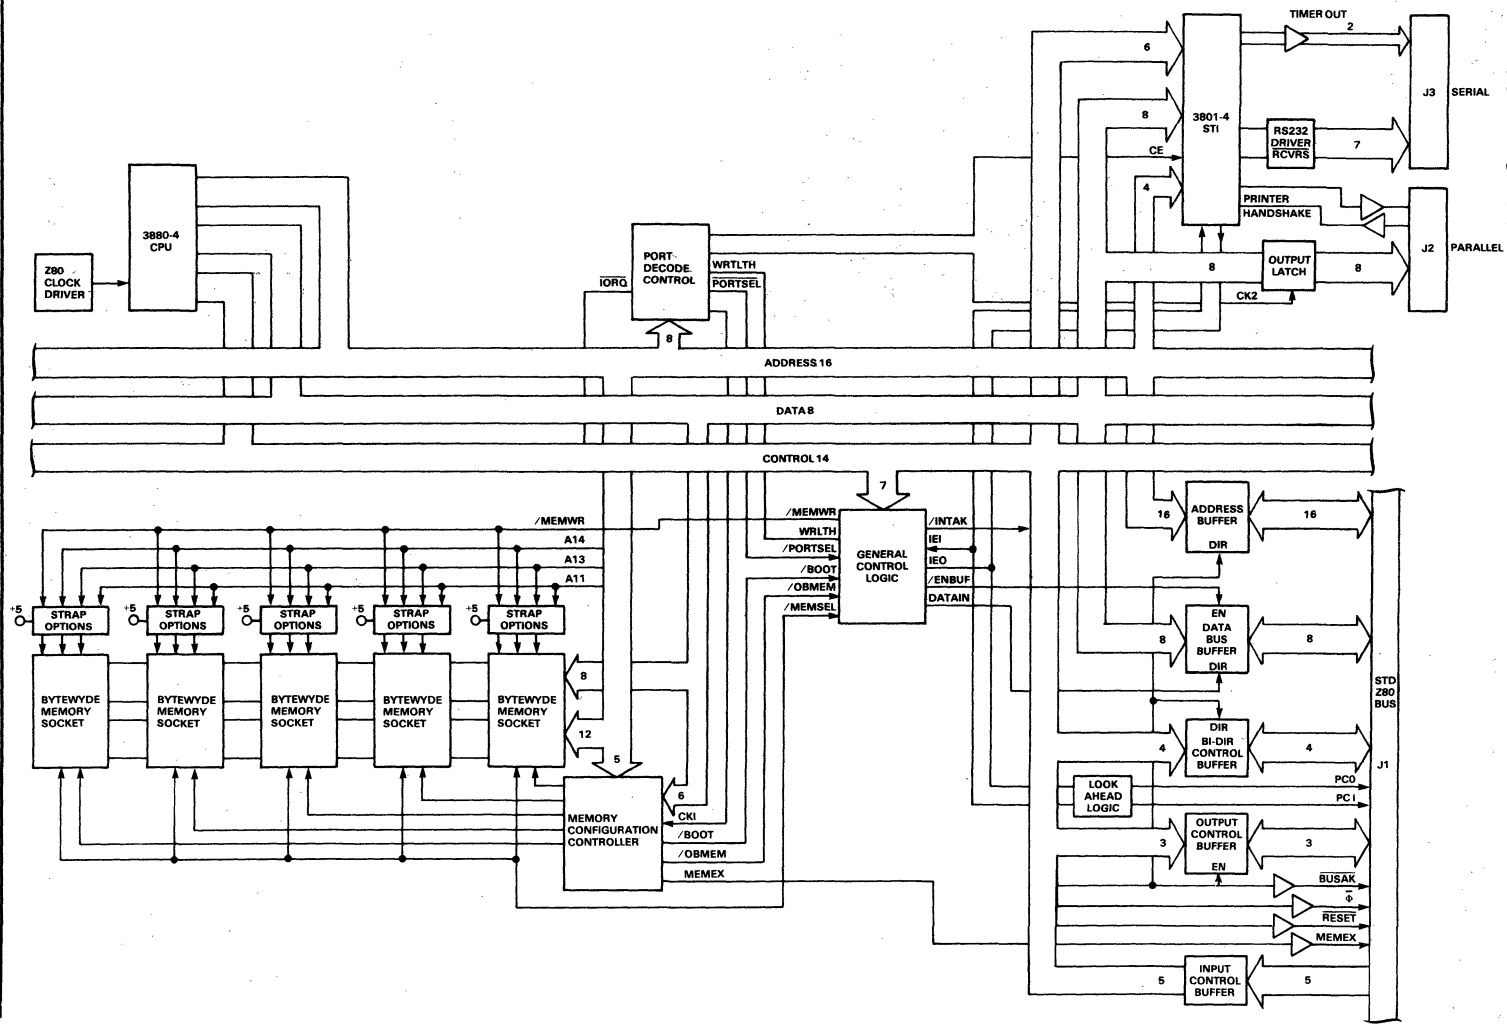 TIMER OUT
2
6
8
3801-4
STI
J3
SERIAL
RS232
DRIVER
RCVRS
7
CE
4
PRINTER
HANDSHAKE
J2
PARALLEL
3880-4
CPU
Z80
CLOCK
DRIVER
PORT
DECODE
CONTROL
IORQ
WRTLTH
PORTSEL
8
OUTPUT
LATCH
8
CK2
8
ADDRESS 16
DATA 8
CONTROL 14
7
/MEMWR
A14
A13
A11
/MEMWR
WRLTH
/PORTSEL
/BOOT
/OBMEM
/MEMSEL
GENERAL
CONTROL
LOGIC
/INTAK
IEI
IEO
/ENBUF
DATAIN
16
ADDRESS
BUFFER
DIR
16
+5
STRAP
OPTIONS
+5
STRAP
OPTIONS
+5
STRAP
OPTIONS
+5
STRAP
OPTIONS
+5
STRAP
OPTIONS
8
EN
DATA
BUS
BUFFER
DIR
8
BYTEWYDE
MEMORY
SOCKET
BYTEWYDE
MEMORY
SOCKET
BYTEWYDE
MEMORY
SOCKET
BYTEWYDE
MEMORY
SOCKET
BYTEWYDE
MEMORY
SOCKET
8
12
5
6
STD
Z80
BUS
J1
4
DIR
BI-DIR
CONTROL
BUFFER
4
LOOK
AHEAD
LOGIC
PC0
PC I
MEMORY
CONFIGURATION
CONTROLLER
CKI
/BOOT
/OBMEM
MEMEX
3
OUTPUT
CONTROL
BUFFER
EN
3
BUSAK
Φ
RESET
MEMEX
5
INPUT
CONTROL
BUFFER
5